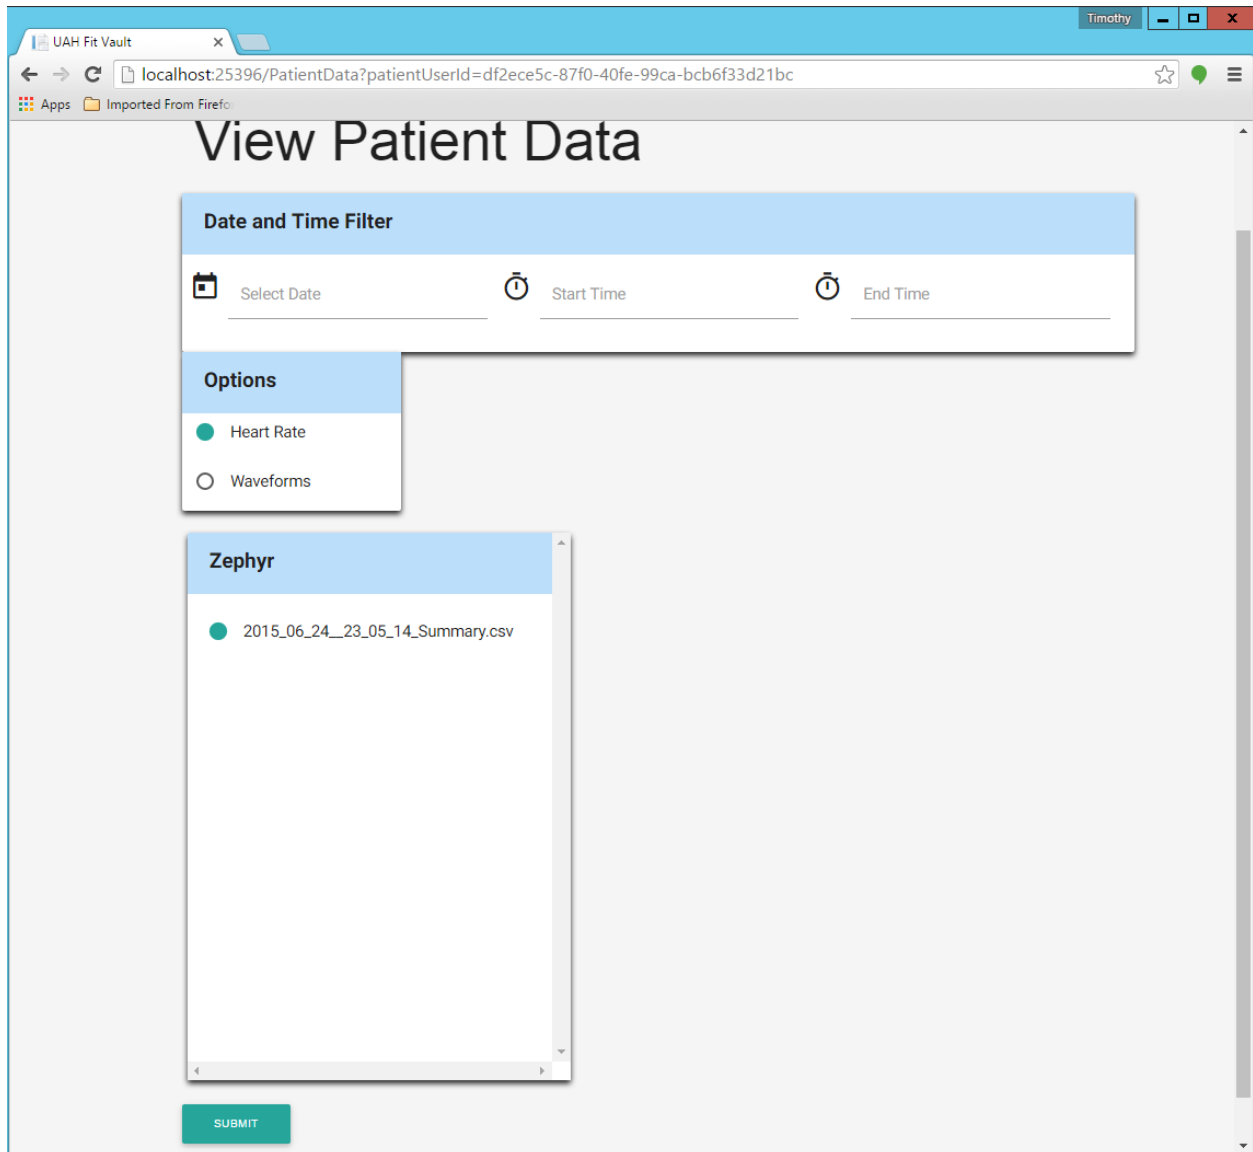 Timothy
UAH Fit Vault
localhost:25396/PatientData?patientUserId=df2ece5c-87f0-40fe-99ca-bcb6f33d21bc
Apps Imported From Firefo
View Patient Data
Date and Time Filter
Select Date Start Time End Time
Options
Heart Rate
Waveforms
Zephyr
2015_06_24__23_05_14_Summary.csv
SUBMIT